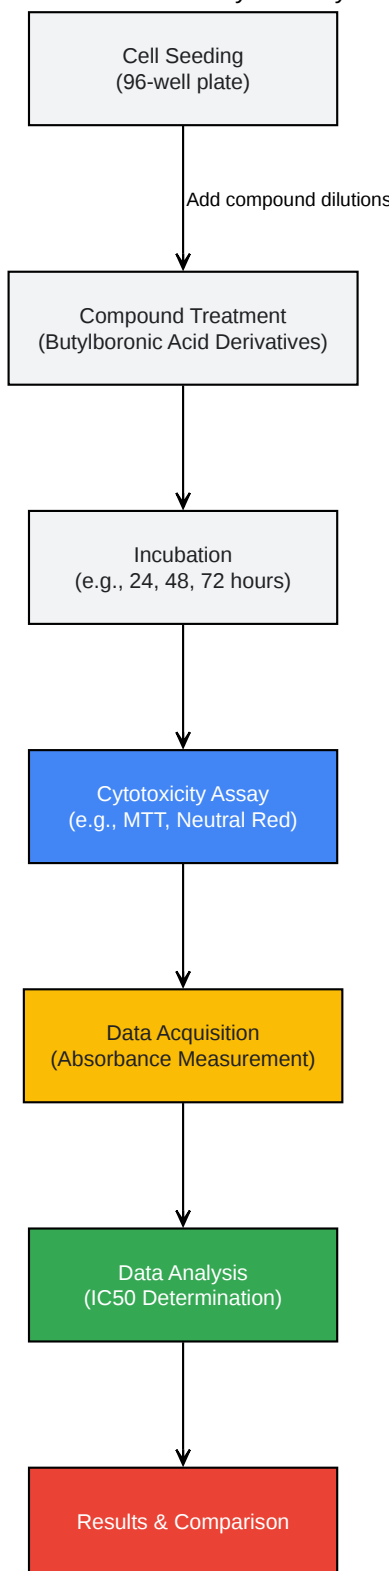 Cell Seeding
(96-well plate)
Add compound dilutions
Compound Treatment
(Butylboronic Acid Derivatives)
Incubation
(e.g., 24, 48, 72 hours)
Cytotoxicity Assay
(e.g., MTT, Neutral Red)
Data Acquisition
(Absorbance Measurement)
Data Analysis
(IC50 Determination)
Results & Comparison